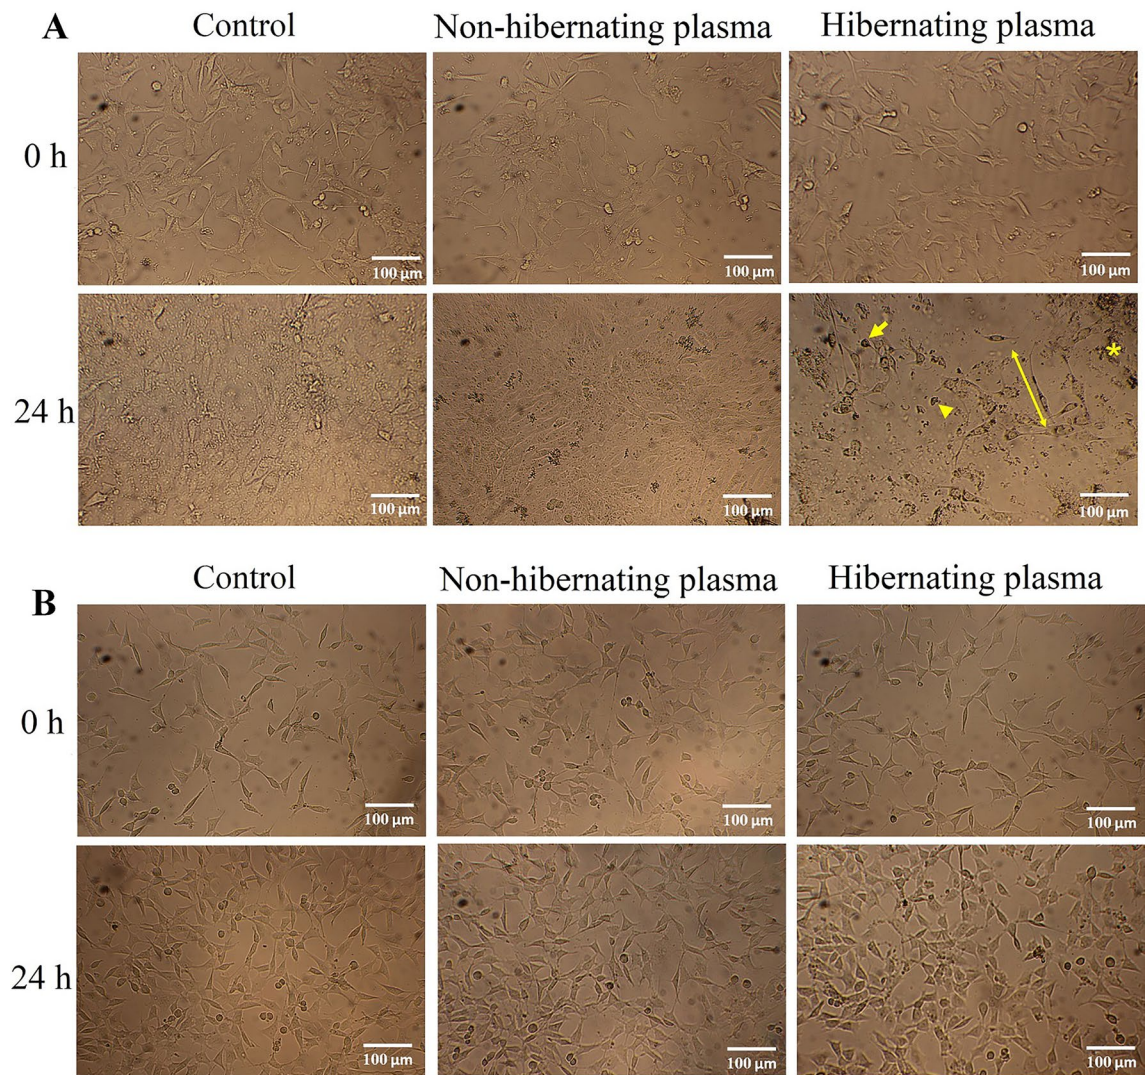 A
Control
Non-hibernating plasma
Hibernating plasma
0 h
100 µm
100 µm
100 µm
24 h
*
100 µm
100 µm
100 µm
B
Control
Non-hibernating plasma
Hibernating plasma
0 h
100 µm
100 µm
100 µm
24 h
100 µm
100 µm
100 µm